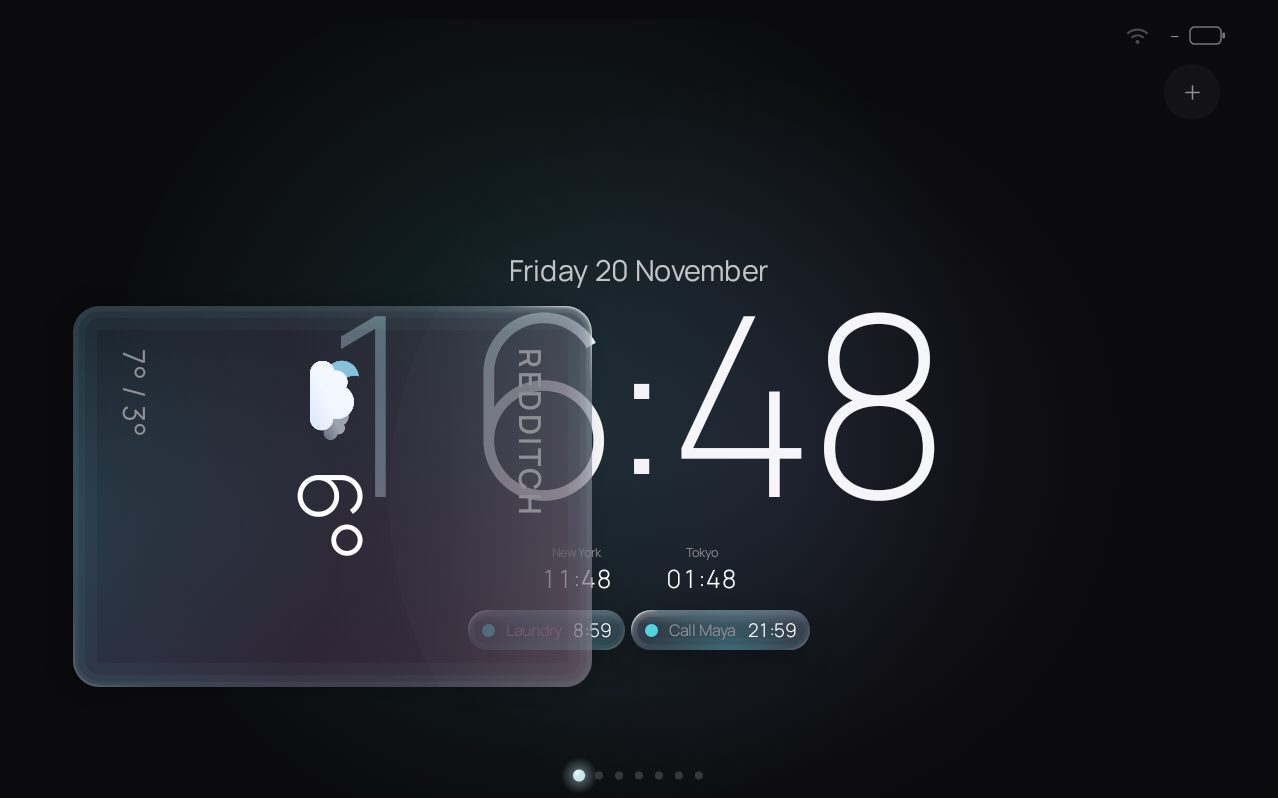 Friday 20 November
16:48
REDDITCH
6°
7° / 3°
New York
11:48
Tokyo
01:48
Laundry 8:59
Call Maya 21:59